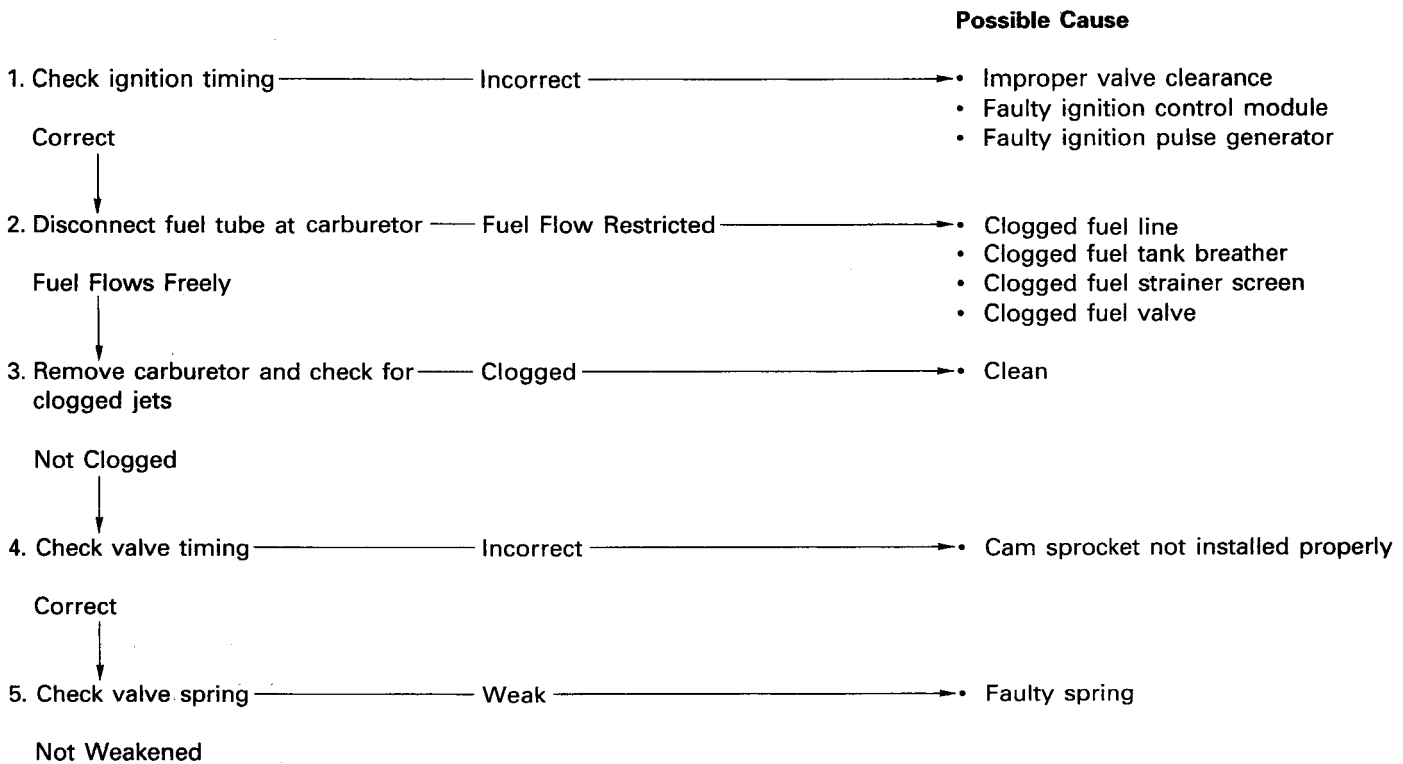 Possible Cause
1. Check ignition timing Incorrect • Improper valve clearance
• Faulty ignition control module
Correct • Faulty ignition pulse generator
2. Disconnect fuel tube at carburetor Fuel Flow Restricted • Clogged fuel line
• Clogged fuel tank breather
Fuel Flows Freely • Clogged fuel strainer screen
• Clogged fuel valve
3. Remove carburetor and check for Clogged • Clean
clogged jets
Not Clogged
4. Check valve timing Incorrect • Cam sprocket not installed properly
Correct
5. Check valve spring Weak • Faulty spring
Not Weakened